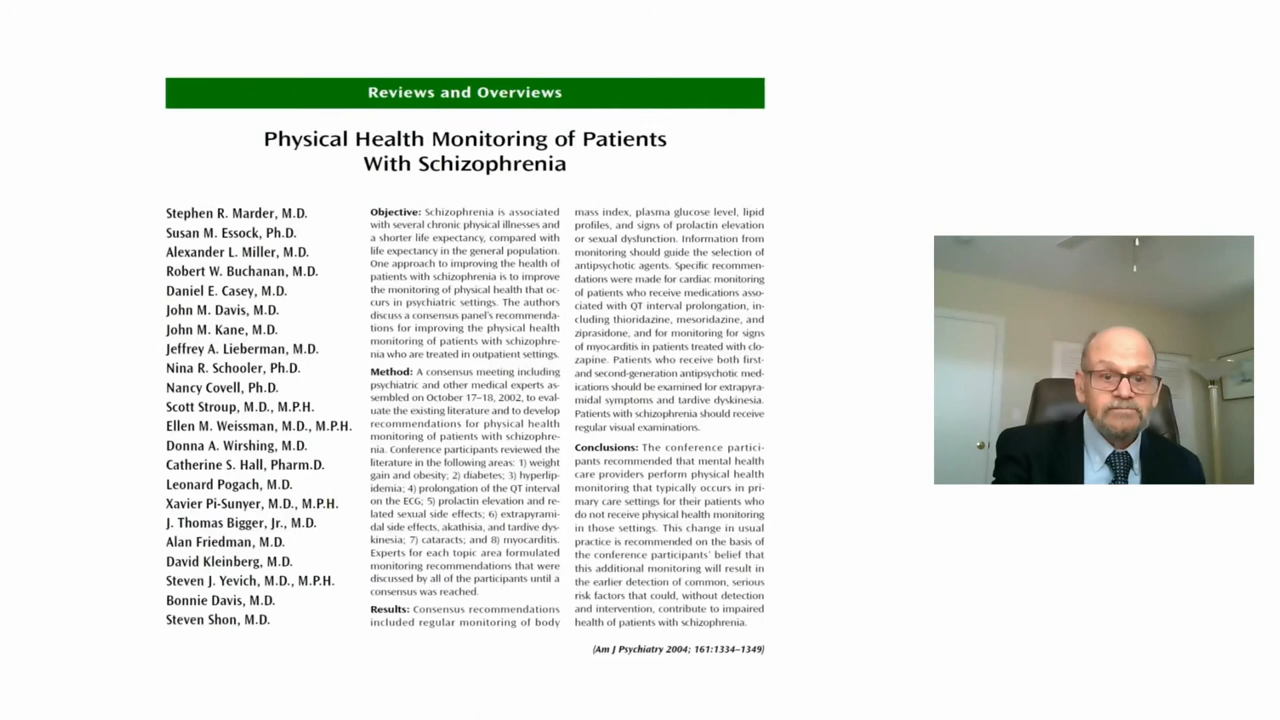 Reviews and Overviews
Physical Health Monitoring of Patients
With Schizophrenia
Stephen R. Marder, M.D.
Susan M. Essock, Ph.D.
Alexander L. Miller, M.D.
Robert W. Buchanan, M.D.
Daniel E. Casey, M.D.
John M. Davis, M.D.
John M. Kane, M.D.
Jeffrey A. Lieberman, M.D.
Nina R. Schooler, Ph.D.
Nancy Covell, Ph.D.
Scott Stroup, M.D., M.P.H.
Ellen M. Weissman, M.D., M.P.H.
Donna A. Wirshing, M.D.
Catherine S. Hall, Pharm.D.
Leonard Pogach, M.D.
Xavier Pi-Sunyer, M.D., M.P.H.
J. Thomas Bigger, Jr., M.D.
Alan Friedman, M.D.
David Kleinberg, M.D.
Steven J. Yevich, M.D., M.P.H.
Bonnie Davis, M.D.
Steven Shon, M.D.
Objective: Schizophrenia is associated
with several chronic physical illnesses and
a shorter life expectancy, compared with
life expectancy in the general population.
One approach to improving the health of
patients with schizophrenia is to improve
the monitoring of physical health that oc-
curs in psychiatric settings. The authors
discuss a consensus panel's recommenda-
tions for improving the physical health
monitoring of patients with schizophre-
nia who are treated in outpatient settings.
Method: A consensus meeting including
psychiatric and other medical experts as-
sembled on October 17–18, 2002, to eval-
uate the existing literature and to develop
recommendations for physical health
monitoring of patients with schizophre-
nia. Conference participants reviewed the
literature in the following areas: 1) weight
gain and obesity; 2) diabetes; 3) hyperlip-
idemia; 4) prolongation of the QT interval
on the ECG; 5) prolactin elevation and re-
lated sexual side effects; 6) extrapyrami-
dal side effects, akathisia, and tardive dys-
kinesia; 7) cataracts; and 8) myocarditis.
Experts for each topic area formulated
monitoring recommendations that were
discussed by all of the participants until a
consensus was reached.
Results: Consensus recommendations
included regular monitoring of body
mass index, plasma glucose level, lipid
profiles, and signs of prolactin elevation
or sexual dysfunction. Information from
monitoring should guide the selection of
antipsychotic agents. Specific recommen-
dations were made for cardiac monitoring
of patients who receive medications asso-
ciated with QT interval prolongation, in-
cluding thioridazine, mesoridazine, and
ziprasidone, and for monitoring for signs
of myocarditis in patients treated with clo-
zapine. Patients who receive both first-
and second-generation antipsychotic med-
ications should be examined for extrapyra-
midal symptoms and tardive dyskinesia.
Patients with schizophrenia should receive
regular visual examinations.
Conclusions: The conference partici-
pants recommended that mental health
care providers perform physical health
monitoring that typically occurs in pri-
mary care settings for their patients who
do not receive physical health monitoring
in those settings. This change in usual
practice is recommended on the basis of
the conference participants' belief that
this additional monitoring will result in
the earlier detection of common, serious
risk factors that could, without detection
and intervention, contribute to impaired
health of patients with schizophrenia.
(Am J Psychiatry 2004; 161:1334–1349)